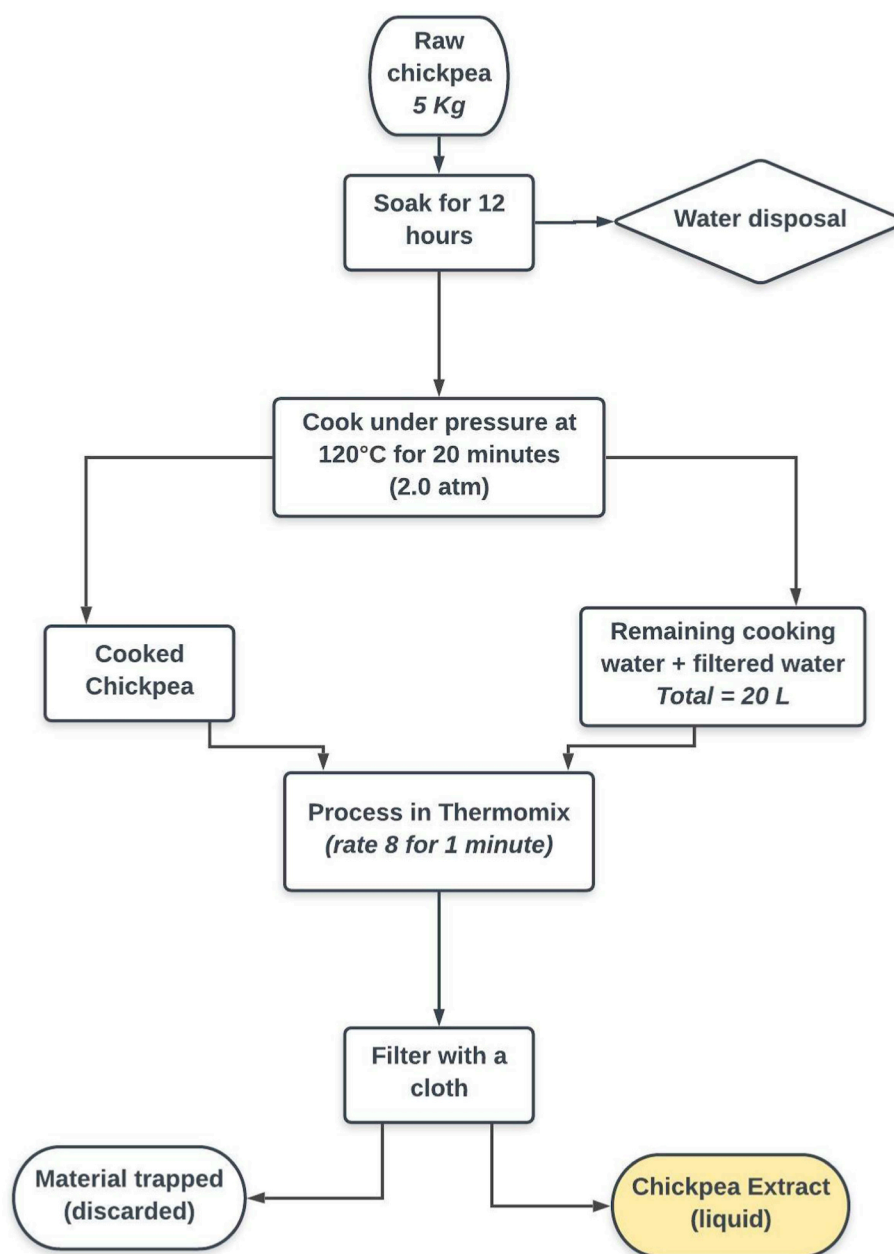 Raw
chickpea
5 Kg
Soak for 12
hours
Water disposal
Cook under pressure at
120°C for 20 minutes
(2.0 atm)
Cooked
Chickpea
Remaining cooking
water + filtered water
Total = 20 L
Process in Thermomix
(rate 8 for 1 minute)
Filter with a
cloth
Material trapped
(discarded)
Chickpea Extract
(liquid)